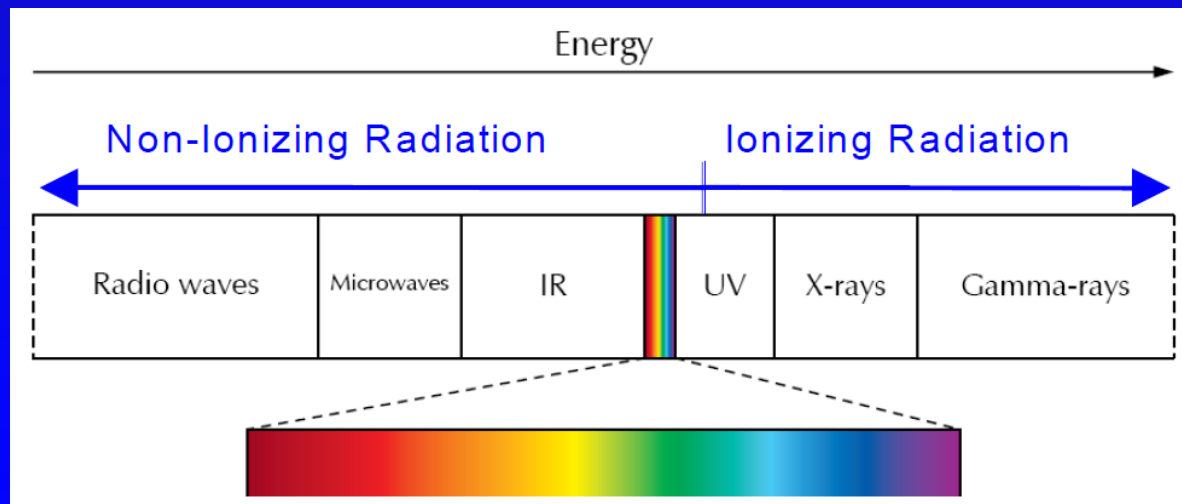 Energy
Non-Ionizing Radiation Ionizing Radiation
Radio waves Microwaves IR UV X-rays Gamma-rays